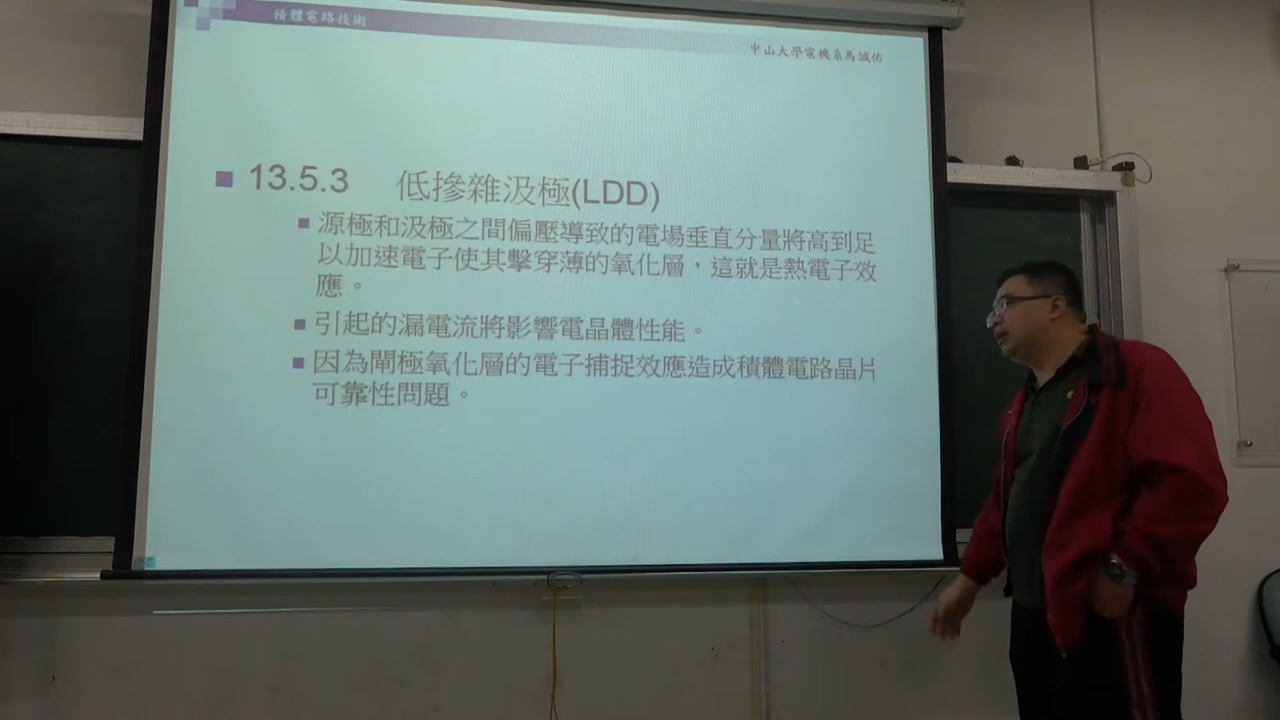 積體電路技術
中山大學電機系馬誠佑
13.5.3 低摻雜汲極(LDD)
源極和汲極之間偏壓導致的電場垂直分量將高到足
以加速電子使其擊穿薄的氧化層，這就是熱電子效
應。
引起的漏電流將影響電晶體性能。
因為閘極氧化層的電子捕捉效應造成積體電路晶片
可靠性問題。